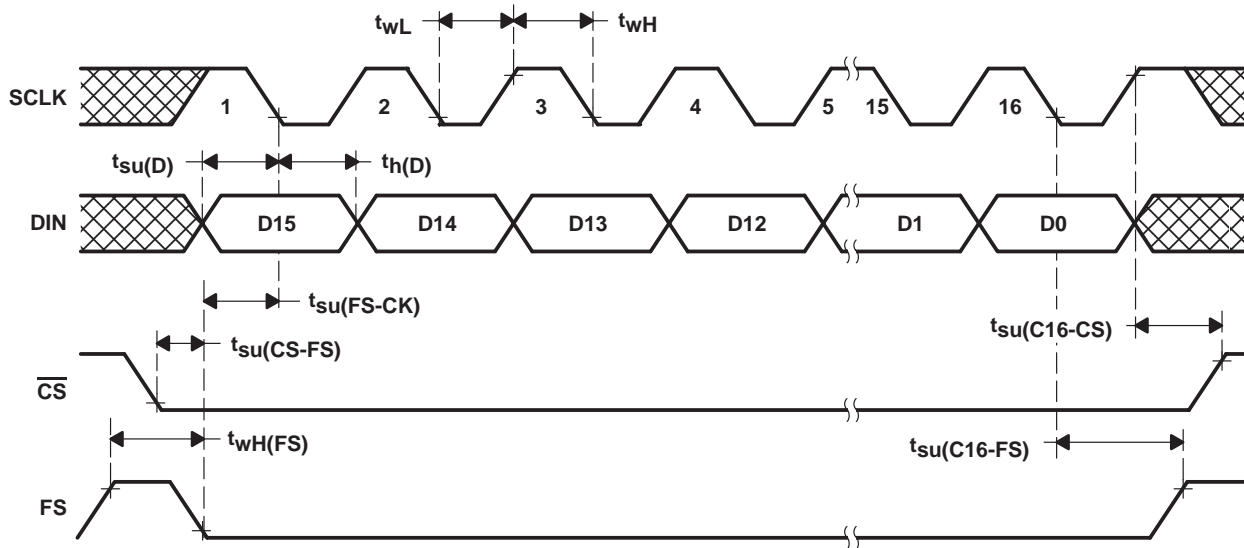 twL
twH
SCLK
1
2
3
4
5
15
16
tsu(D)
th(D)
DIN
D15
D14
D13
D12
D1
D0
tsu(FS-CK)
tsu(CS-FS)
tsu(C16-CS)
CS
twH(FS)
tsu(C16-FS)
FS